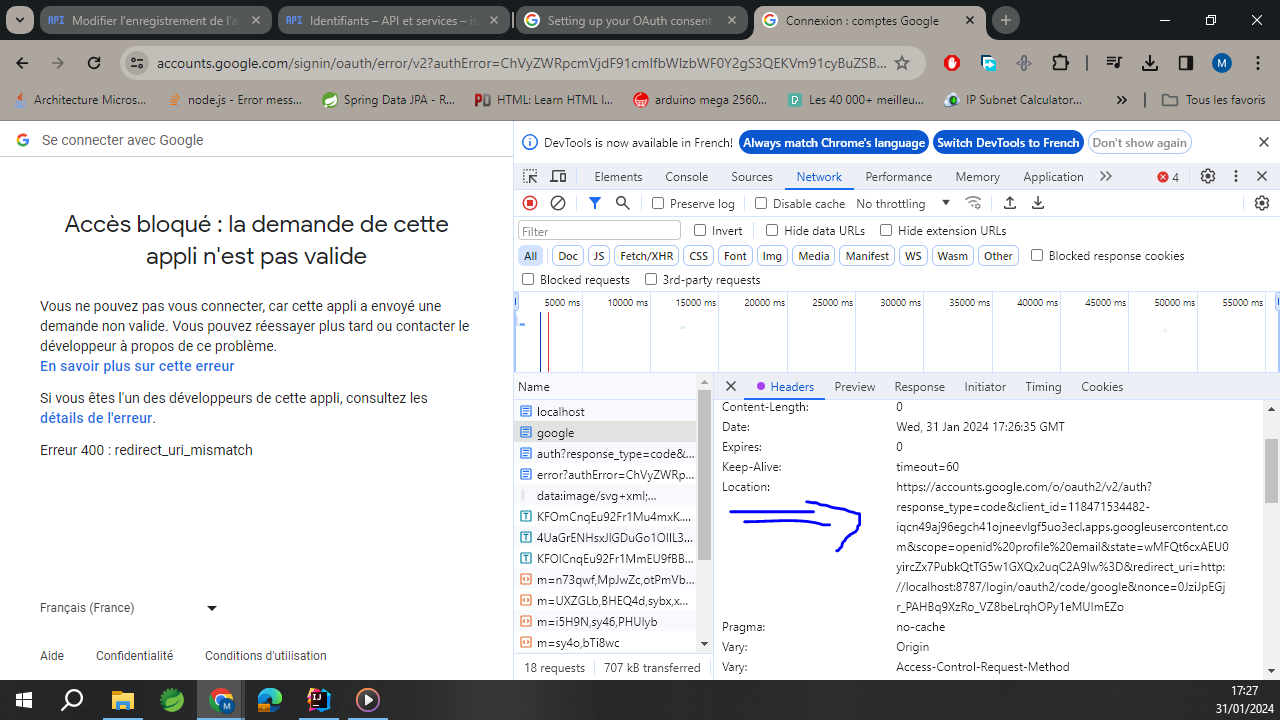 Modifier l'enregistrement de l'a
Identifiants – API et services – is
Setting up your OAuth consent
Connexion : comptes Google
accounts.google.com/signin/oauth/error/v2?authError=ChVyZWRpcmVjdF91cmlfbWlzbWF0Y2gS3QEKVm91cyBuZSB...
M
Architecture Micros...
node.js - Error mess...
Spring Data JPA - R...
HTML: Learn HTML I...
arduino mega 2560...
Les 40 000+ meilleu...
IP Subnet Calculator...
»
Tous les favoris
Se connecter avec Google
DevTools is now available in French!
Always match Chrome's language
Switch DevTools to French
Don't show again
Elements
Console
Sources
Network
Performance
Memory
Application
4
Preserve log
Disable cache
No throttling
Filter
Invert
Hide data URLs
Hide extension URLs
All
Doc
JS
Fetch/XHR
CSS
Font
Img
Media
Manifest
WS
Wasm
Other
Blocked response cookies
Blocked requests
3rd-party requests
5000 ms
10000 ms
15000 ms
20000 ms
25000 ms
30000 ms
35000 ms
40000 ms
45000 ms
50000 ms
55000 ms
Accès bloqué : la demande de cette
appli n'est pas valide
Vous ne pouvez pas vous connecter, car cette appli a envoyé une
demande non valide. Vous pouvez réessayer plus tard ou contacter le
développeur à propos de ce problème.
En savoir plus sur cette erreur
Si vous êtes l'un des développeurs de cette appli, consultez les
détails de l'erreur.
Erreur 400 : redirect_uri_mismatch
Français (France)
Aide
Confidentialité
Conditions d'utilisation
Name
localhost
google
auth?response_type=code&...
error?authError=ChVyZWRp...
data:image/svg+xml;...
KFOmCnqEu92Fr1Mu4mxK....
4UaGrENHsxJlGDuGo1OIlL3...
KFOlCnqEu92Fr1MmEU9fBB...
m=n73qwf,MpJwZc,otPmVb...
m=UXZGLb,BHEQ4d,sybx,x...
m=i5H9N,sy46,PHUIyb
m=sy4o,bTi8wc
18 requests
707 kB transferred
Headers
Preview
Response
Initiator
Timing
Cookies
Content-Length:
0
Date:
Wed, 31 Jan 2024 17:26:35 GMT
Expires:
0
Keep-Alive:
timeout=60
Location:
https://accounts.google.com/o/oauth2/v2/auth?
response_type=code&client_id=118471534482-
iqcn49aj96egch41ojneevlgf5uo3ecl.apps.googleusercontent.co
m&scope=openid%20profile%20email&state=wMFQt6cxAEU0
yircZx7PubkQtTG5w1GXQx2uqC2A9Iw%3D&redirect_uri=http:
//localhost:8787/login/oauth2/code/google&nonce=0JziJpEGj
r_PAHBq9XzRo_VZ8beLrqhOPy1eMUImEZo
Pragma:
no-cache
Vary:
Origin
Vary:
Access-Control-Request-Method
17:27
31/01/2024